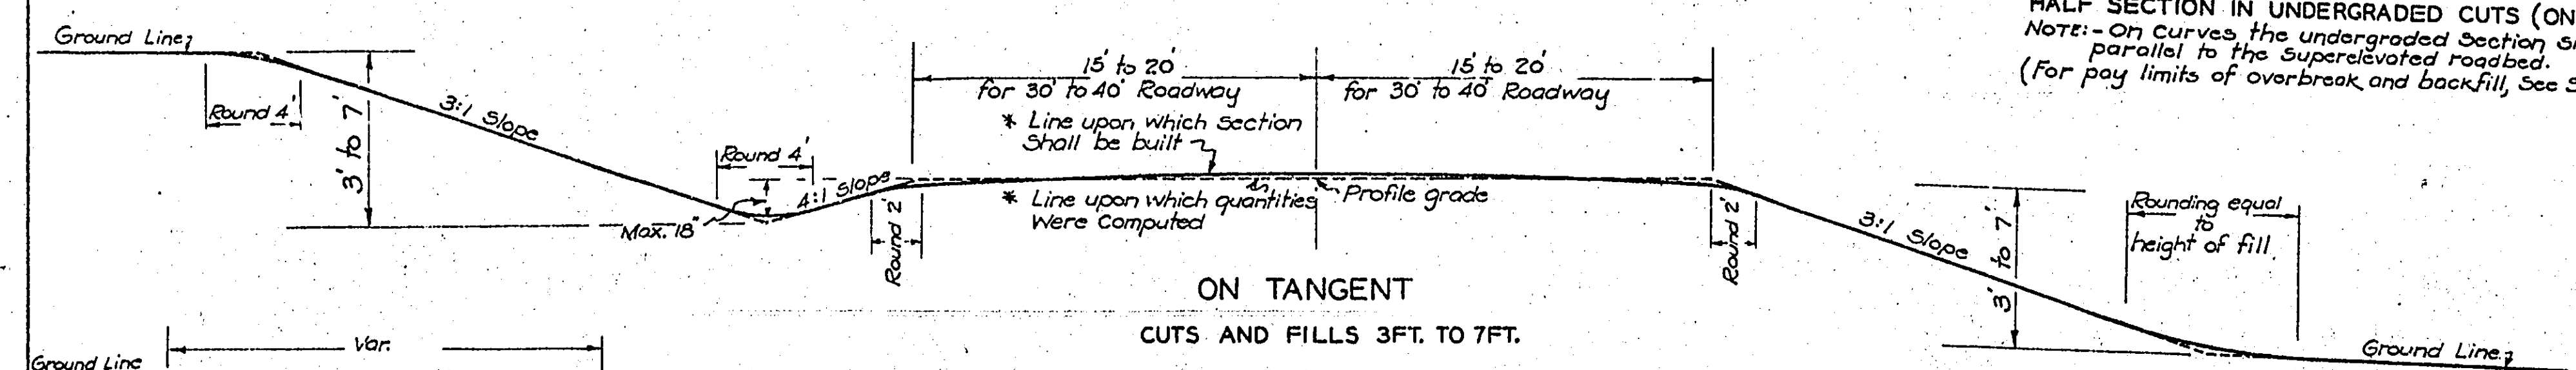 HALF SECTION IN UNDERGRADED CUTS (ON
NOTE:- On curves the undergraded Section
parallel to the Superelevated roadbed.
(For pay limits of overbreak and backfill, See
Ground Line
Round 4'
3' to 7'
3:1 Slope
Round 4'
Max. 18"
4:1 Slope
Round 2'
15' to 20'
for 30' to 40' Roadway
15' to 20'
for 30' to 40' Roadway
* Line upon which Section
Shall be built
* Line upon which quantities
Were Computed
Profile grade
Round 2'
3:1 Slope
3' to 7'
Rounding equal
to
height of fill.
Ground Line
ON TANGENT
CUTS AND FILLS 3FT. TO 7FT.
Var.
Ground Line